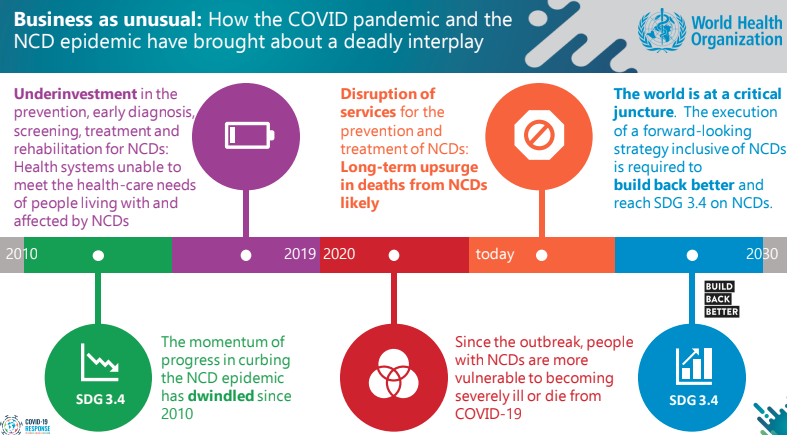 Business as unusual: How the COVID pandemic and the
NCD epidemic have brought about a deadly interplay
World Health
Organization
Underinvestment in the
prevention, early diagnosis,
screening, treatment and
rehabilitation for NCDs:
Health systems unable to
meet the health-care needs
of people living with and
affected by NCDs
Disruption of
services for the
prevention and
treatment of NCDs:
Long-term upsurge
in deaths from NCDs
likely
The world is at a critical
juncture. The execution
of a forward-looking
strategy inclusive of NCDs
is required to
build back better and
reach SDG 3.4 on NCDs.
2010
2019
2020
today
2030
BUILD
BACK
BETTER
SDG 3.4
The momentum of
progress in curbing
the NCD epidemic
has dwindled since
2010
Since the outbreak, people
with NCDs are more
vulnerable to becoming
severely ill or die from
COVID-19
SDG 3.4
COVID-19
RESPONSE